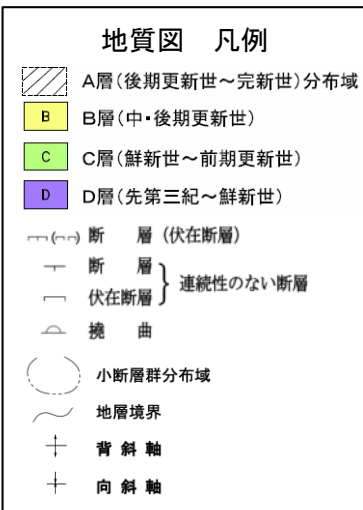 地質図 凡例
A層(後期更新世~完新世)分布域
B B層(中・後期更新世)
C C層(鮮新世~前期更新世)
D D層(先第三紀~鮮新世)
断 層 (伏在断層)
断 層
伏在断層
連続性のない断層
撓 曲
小断層群分布域
地層境界
背 斜 軸
向 斜 軸